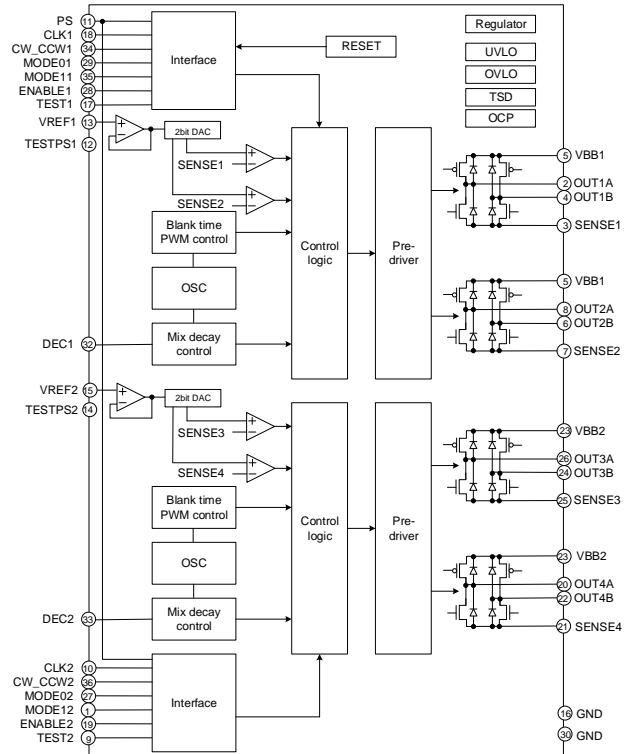 PS 11
CLK1 18
CW_CCW1 34
MODE01 29
MODE11 35
ENABLE1 28
TEST1 17
Interface
RESET
Regulator
UVLO
OVLO
TSD
OCP
VREF1 13
TESTPS1 12
2bit DAC
SENSE1
SENSE2
Blank time
PWM control
OSC
Mix decay
control
DEC1 32
Control
logic
Pre-
driver
5 VBB1
2 OUT1A
4 OUT1B
3 SENSE1
5 VBB1
8 OUT2A
6 OUT2B
7 SENSE2
VREF2 15
TESTPS2 14
2bit DAC
SENSE3
SENSE4
Blank time
PWM control
OSC
Mix decay
control
DEC2 33
Control
logic
Pre-
driver
23 VBB2
26 OUT3A
24 OUT3B
25 SENSE3
23 VBB2
20 OUT4A
22 OUT4B
21 SENSE4
CLK2 10
CW_CCW2 36
MODE02 27
MODE12 1
ENABLE2 19
TEST2 9
Interface
16 GND
30 GND